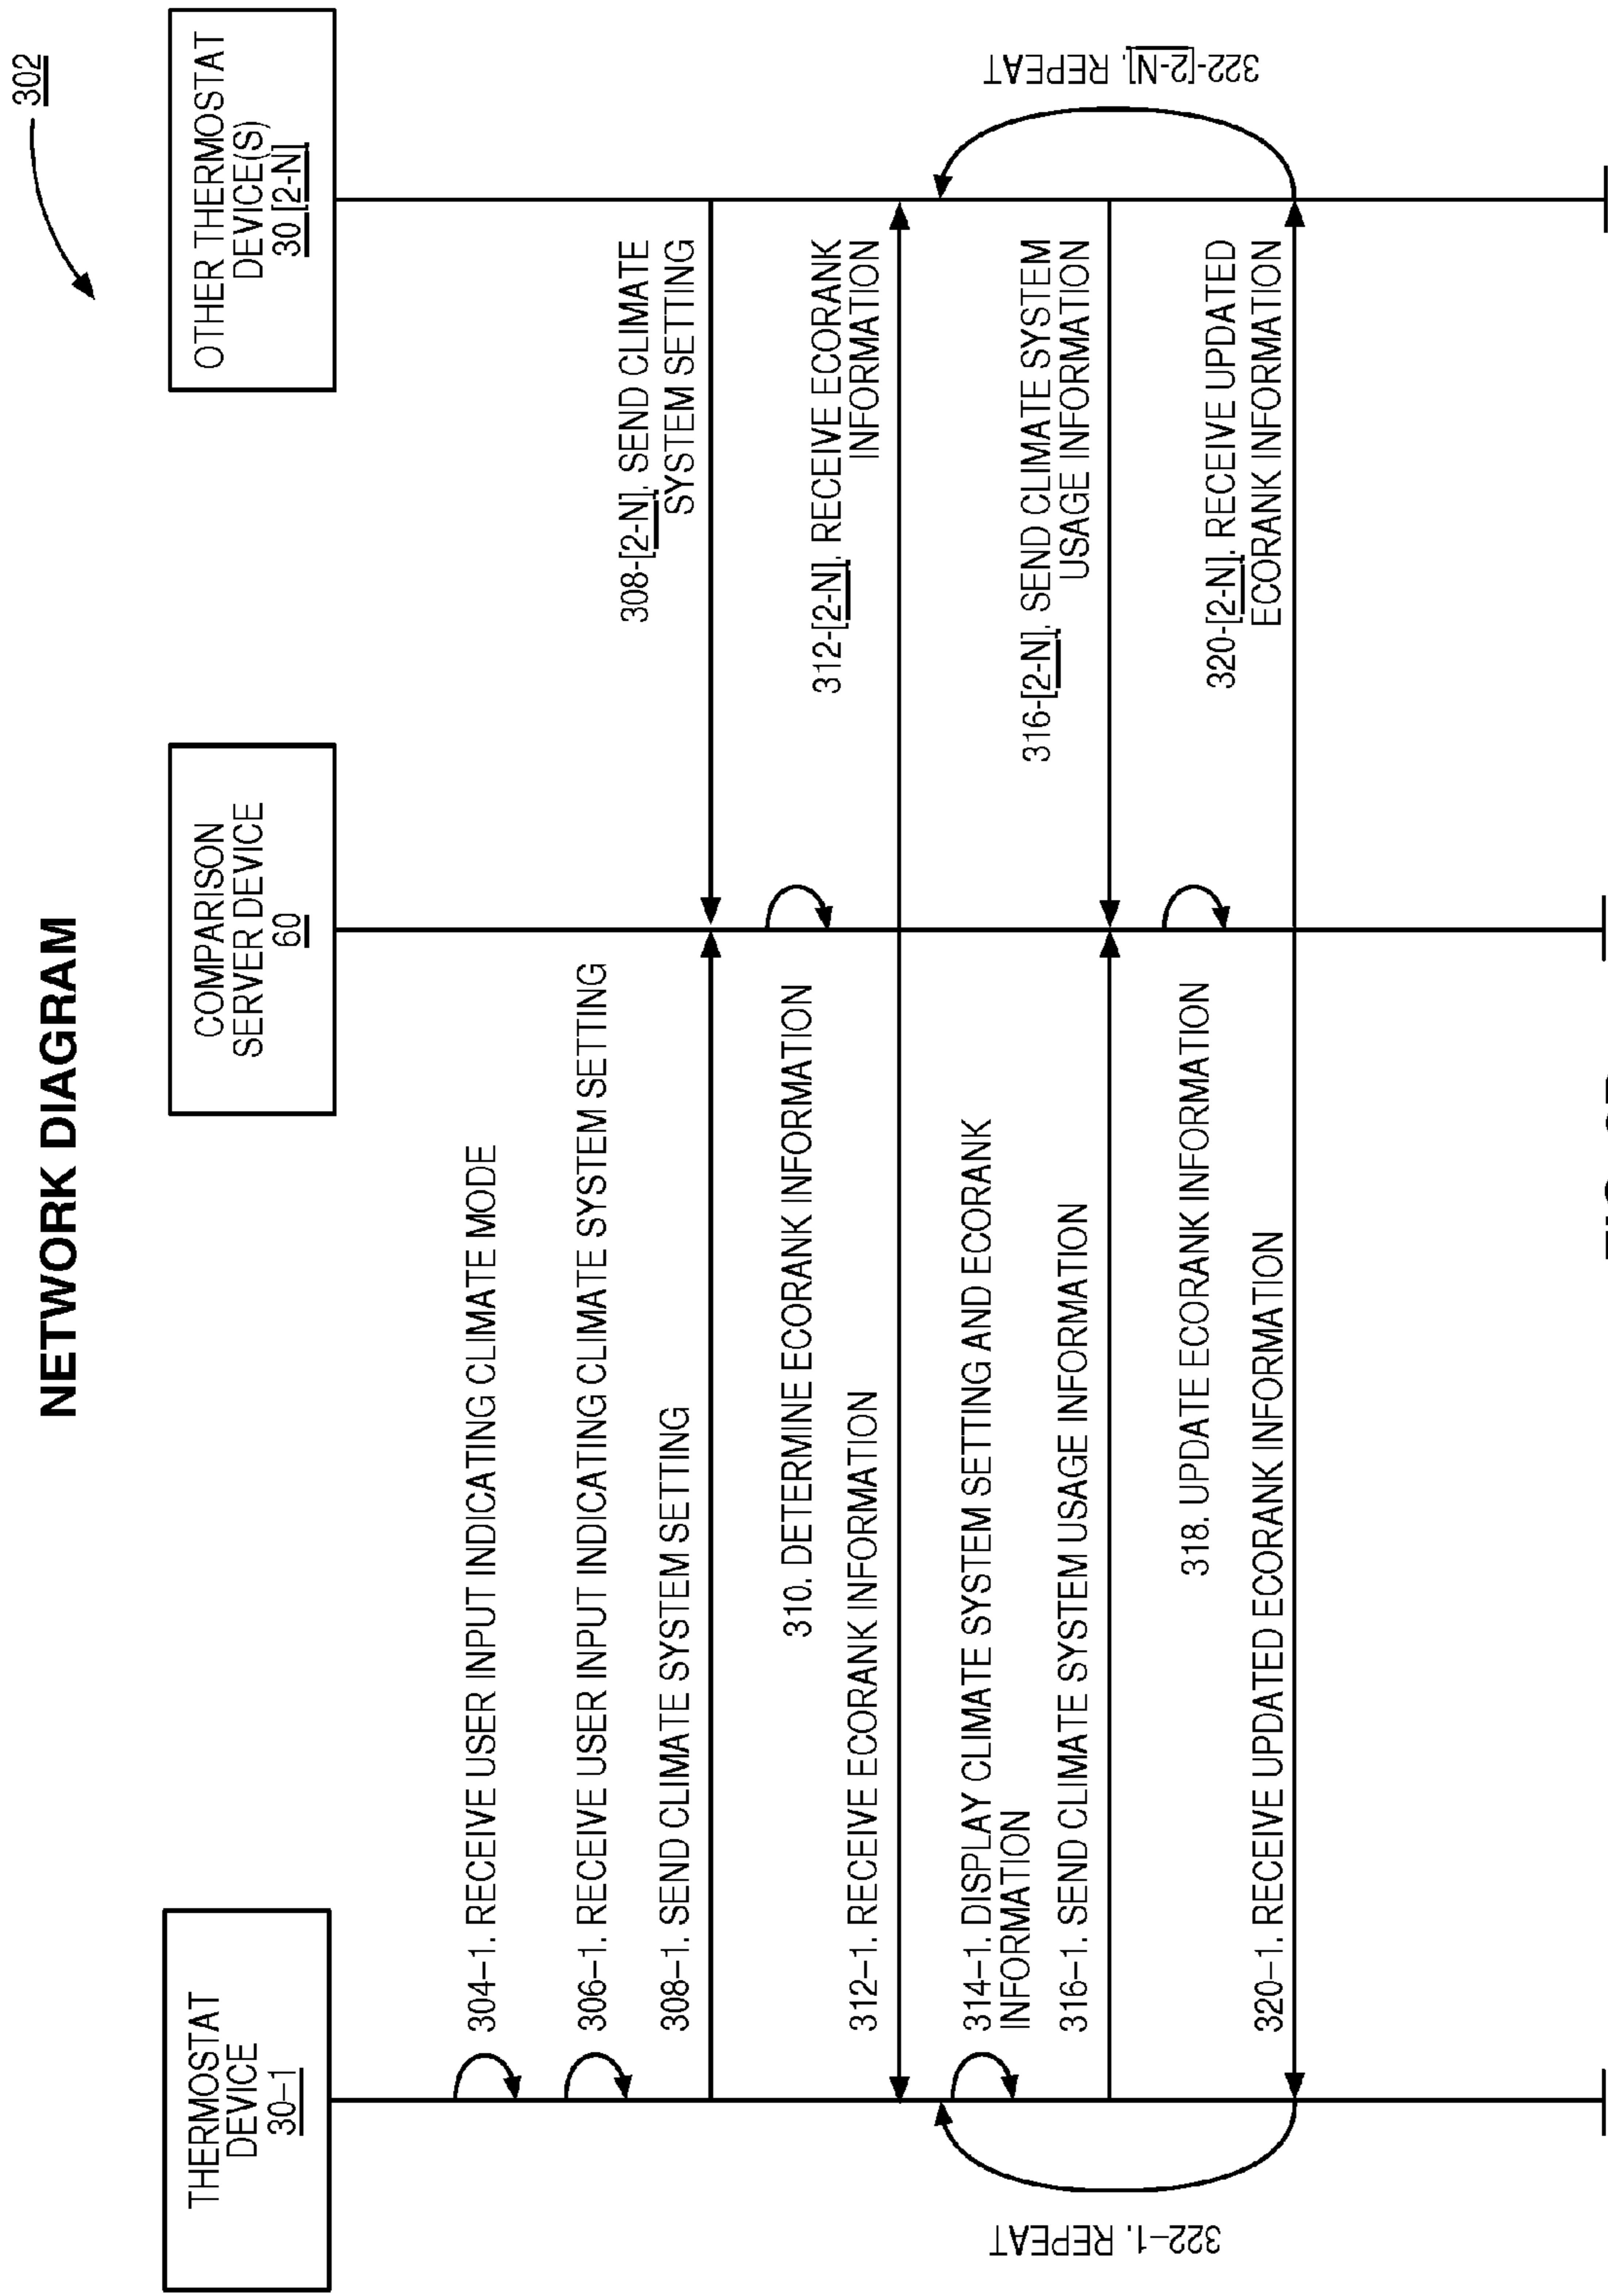 NETWORK DIAGRAM
302
THERMOSTAT
DEVICE
30–1
COMPARISON
SERVER DEVICE
60
OTHER THERMOSTAT
DEVICE(S)
30 [2-N]
304–1. RECEIVE USER INPUT INDICATING CLIMATE MODE
306–1. RECEIVE USER INPUT INDICATING CLIMATE SYSTEM SETTING
308–1. SEND CLIMATE SYSTEM SETTING
308-[2-N]. SEND CLIMATE
SYSTEM SETTING
310. DETERMINE ECORANK INFORMATION
312–1. RECEIVE ECORANK INFORMATION
312-[2-N]. RECEIVE ECORANK
INFORMATION
314–1. DISPLAY CLIMATE SYSTEM SETTING AND ECORANK
INFORMATION
316–1. SEND CLIMATE SYSTEM USAGE INFORMATION
316-[2-N]. SEND CLIMATE SYSTEM
USAGE INFORMATION
318. UPDATE ECORANK INFORMATION
320–1. RECEIVE UPDATED ECORANK INFORMATION
320-[2-N]. RECEIVE UPDATED
ECORANK INFORMATION
322–1. REPEAT
322-[2-N]. REPEAT